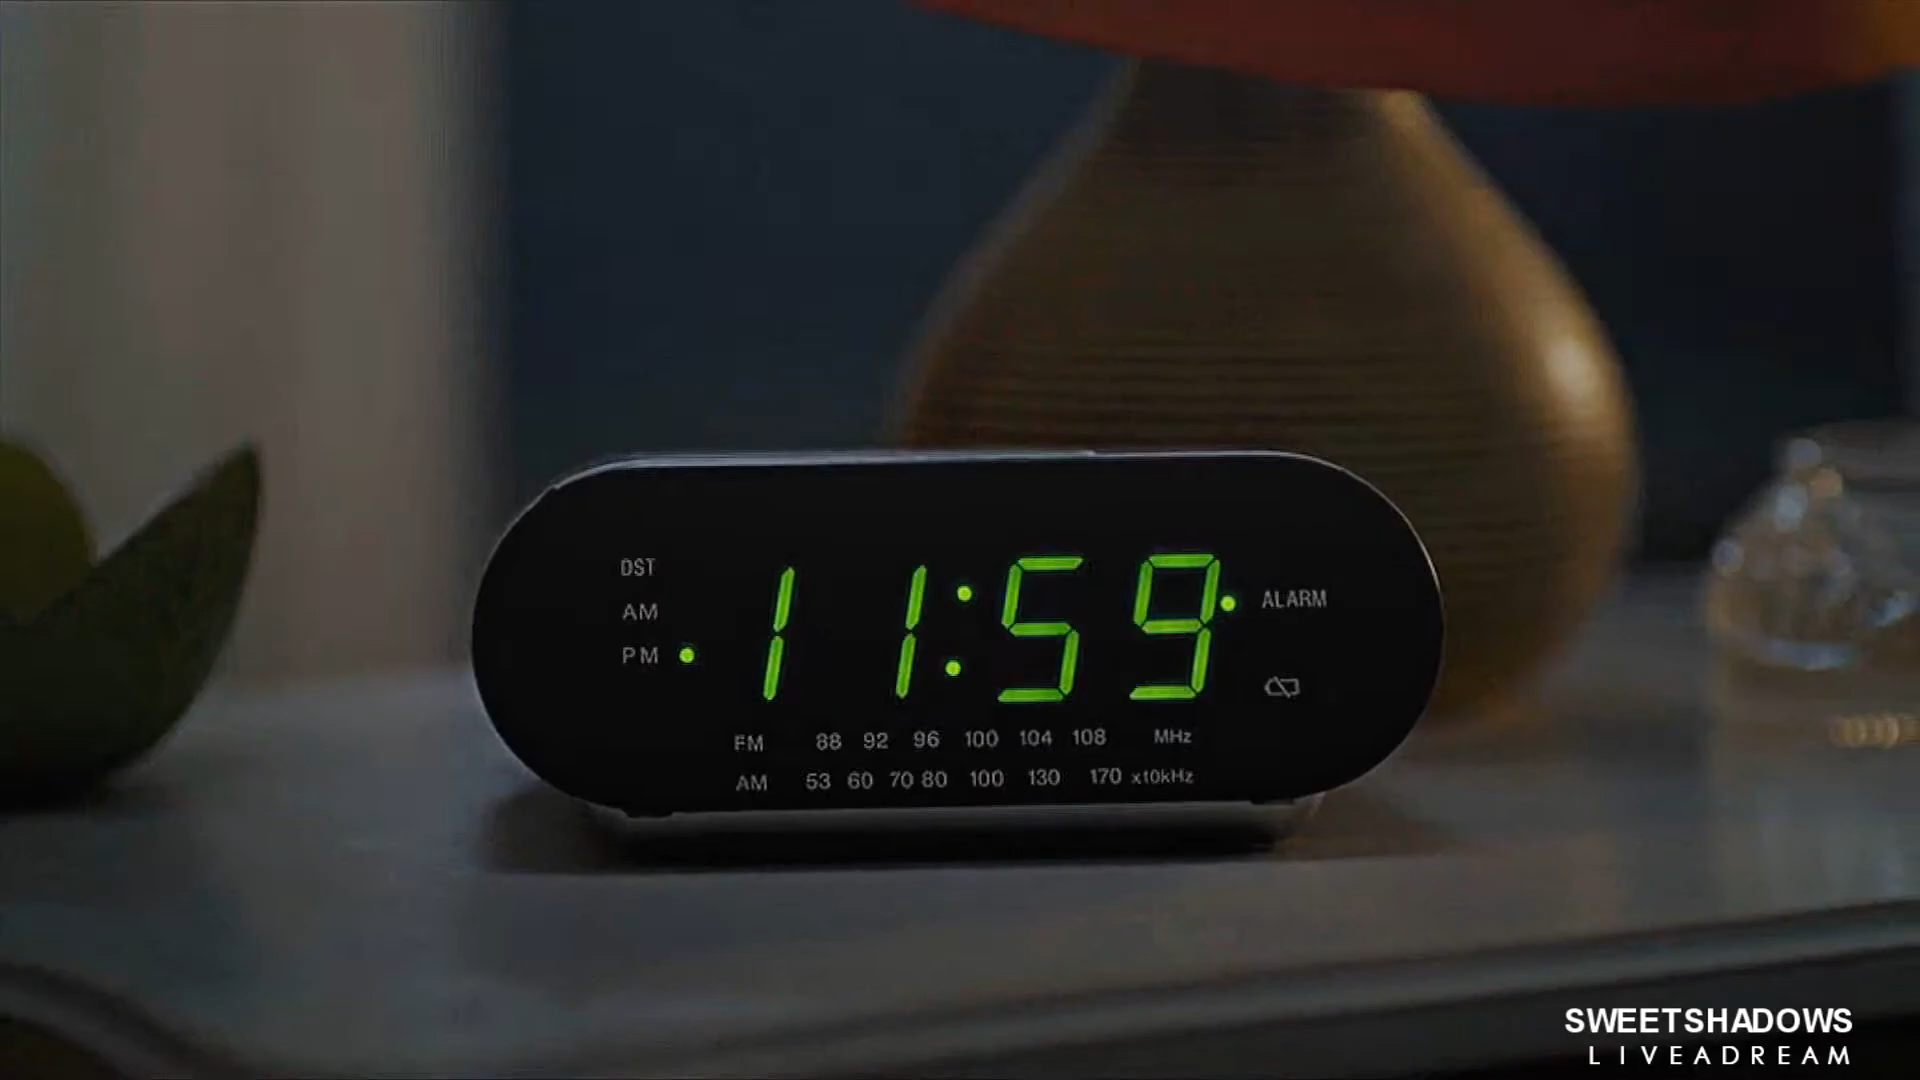 DST
AM
PM
11:59
ALARM
FM 88 92 96 100 104 108 MHz
AM 53 60 70 80 100 130 170 x10kHz
SWEETSHADOWS
LIVEADREAM